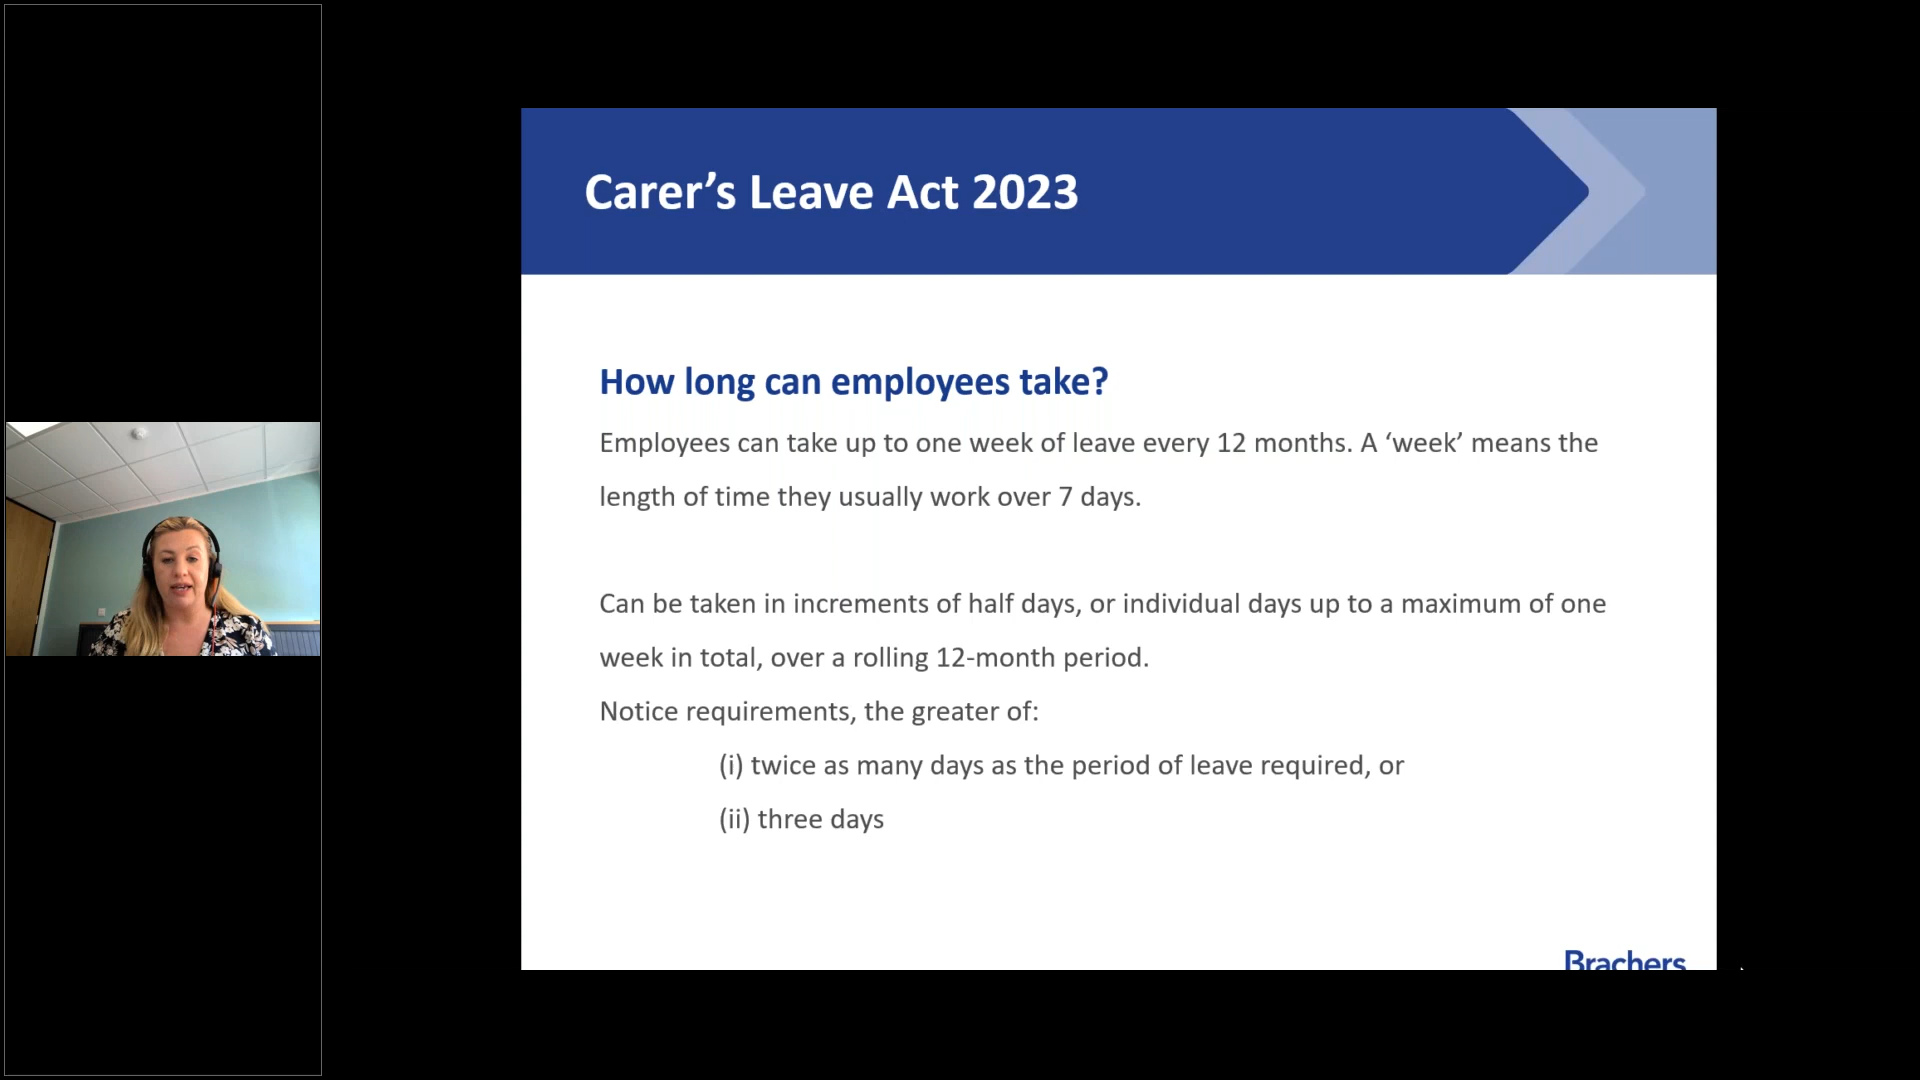 Carer’s Leave Act 2023
How long can employees take?
Employees can take up to one week of leave every 12 months. A ‘week’ means the
length of time they usually work over 7 days.
Can be taken in increments of half days, or individual days up to a maximum of one
week in total, over a rolling 12-month period.
Notice requirements, the greater of:
(i) twice as many days as the period of leave required, or
(ii) three days
Brachers